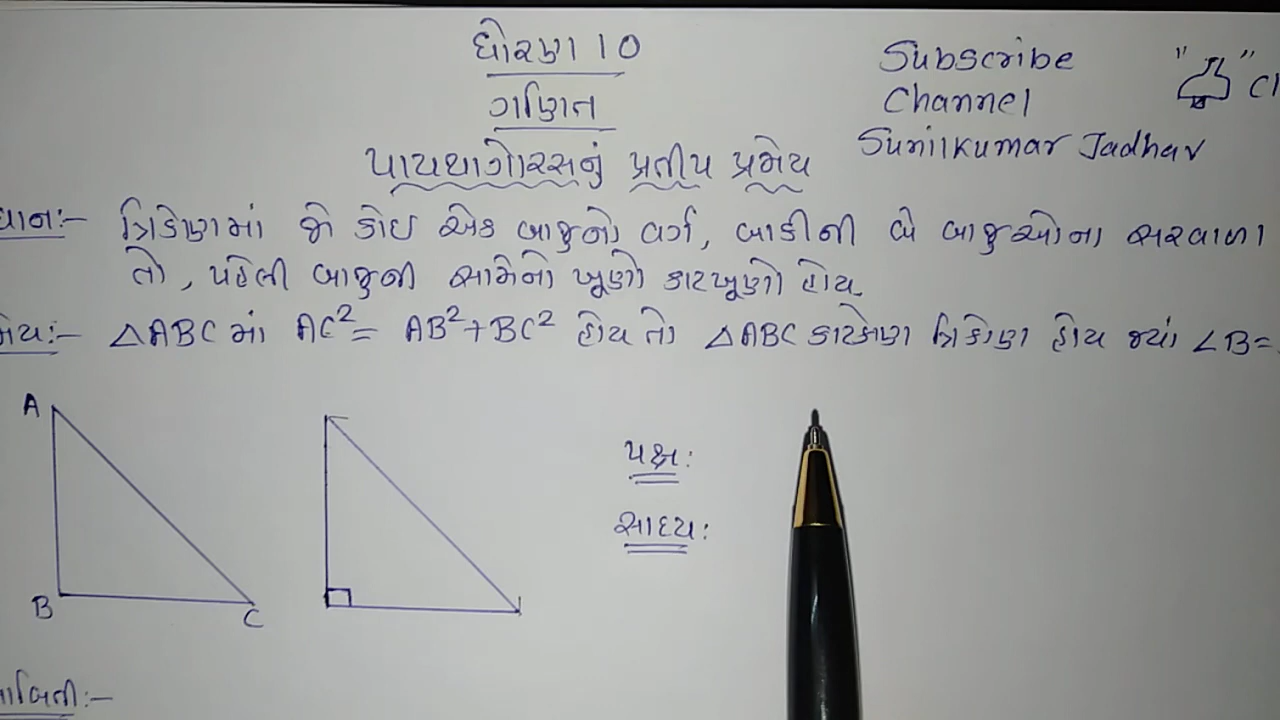 ધોરણ 10
ગણિત
પાયથાગોરસનું પ્રતીપ પ્રમેય
Subscribe
Channel
Sunilkumar Jadhav
ધાન:- ત્રિકોણમાં જો કોઇ એક બાજુનો વર્ગ, બાકીની બે બાજુઓના સરવાળા
તો, પહેલી બાજુની સામેનો ખૂણો કાટખૂણો હોય.
મેય:- △ABC માં AC²= AB²+BC² હોય તો △ABC કાટકોણ ત્રિકોણ હોય જ્યાં ∠B=
A
B
C
પક્ષ:
સાધ્ય:
ાબિતી:-